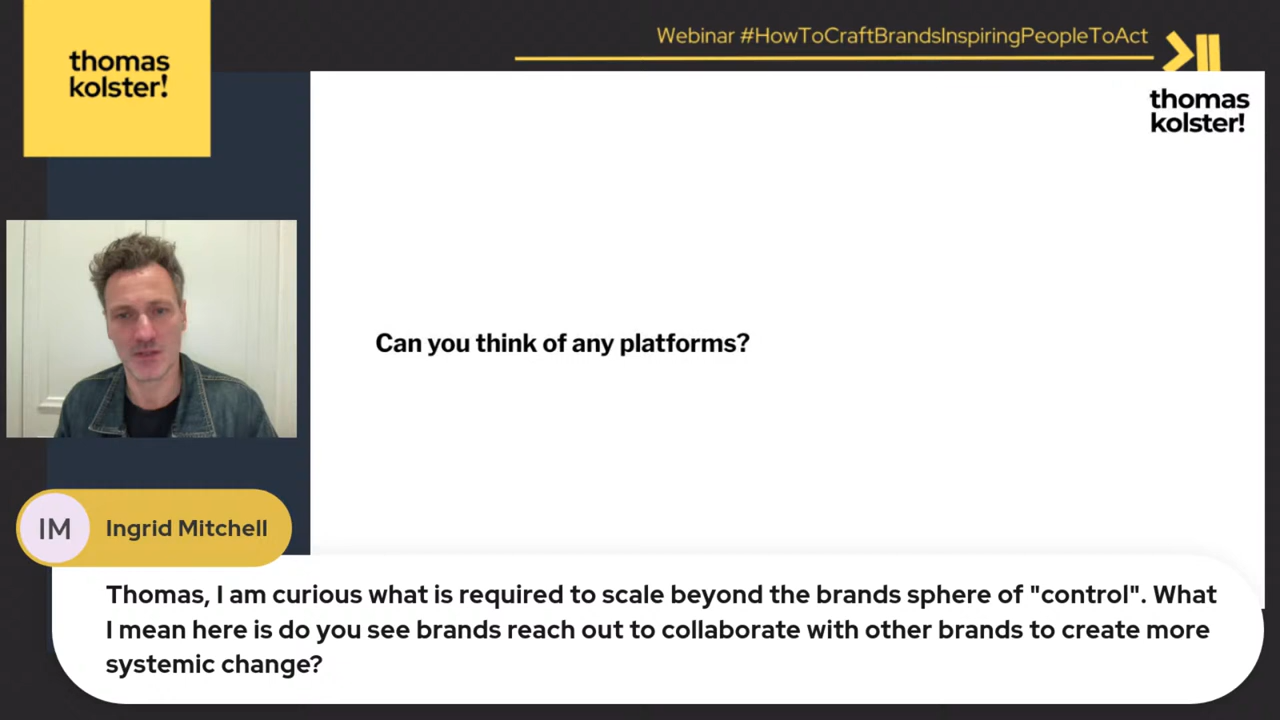 thomas
kolster!
Webinar #HowToCraftBrandsInspiringPeopleToAct
thomas
kolster!
Can you think of any platforms?
IM
Ingrid Mitchell
Thomas, I am curious what is required to scale beyond the brands sphere of "control". What
I mean here is do you see brands reach out to collaborate with other brands to create more
systemic change?